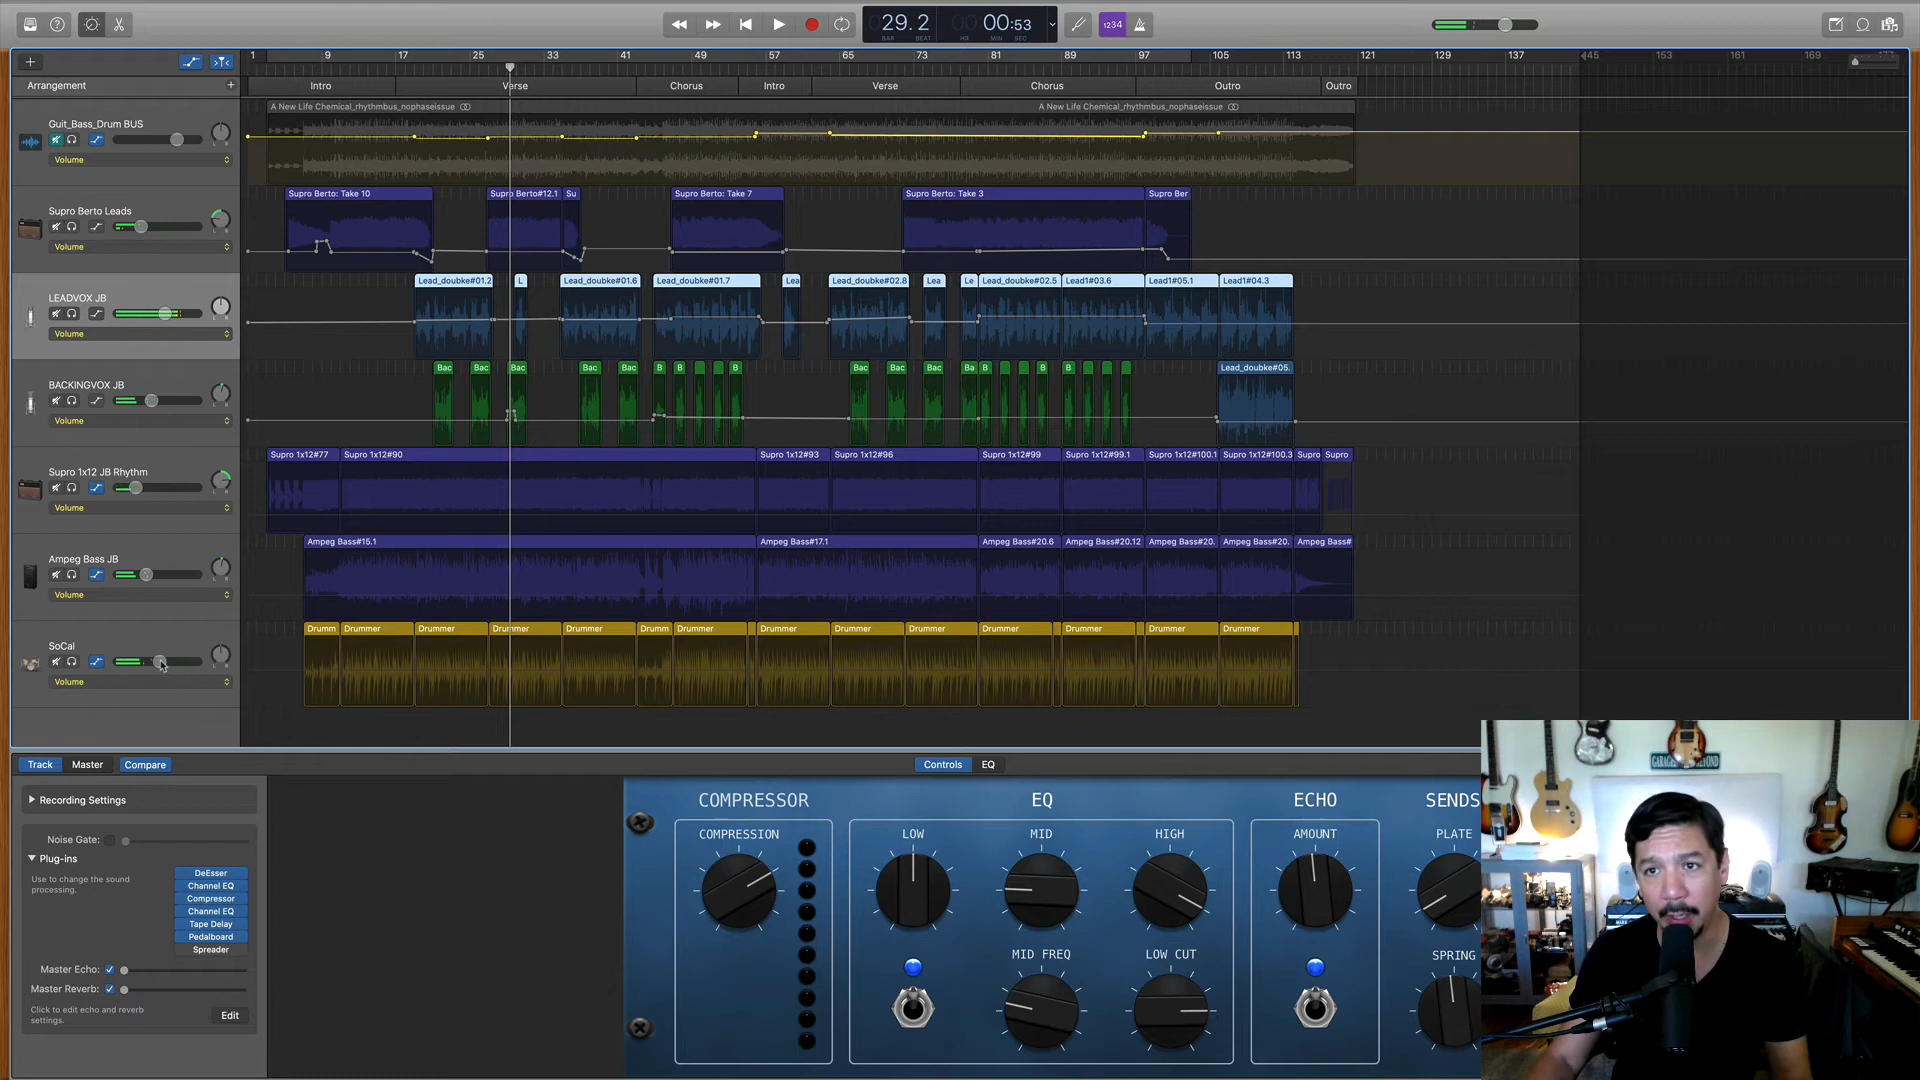 29. 2
00:53
BAR BEAT
HR MIN SEC
1234
1 9 17 25 33 41 49 57 65 73 81 89 97 105 113 121 129 137 145 153 161 169 177
Arrangement
Intro Verse Chorus Intro Verse Chorus Outro Outro
A New Life Chemical_rhythmbus_nophaseissue
A New Life Chemical_rhythmbus_nophaseissue
Guit_Bass_Drum BUS
Volume
Supro Berto: Take 10 Supro Berto#12.1 Su Supro Berto: Take 7 Supro Berto: Take 3 Supro Ber
Supro Berto Leads
Volume
Lead_doubke#01.2 L Lead_doubke#01.6 Lead_doubke#01.7 Lea Lead_doubke#02.8 Lea Le Lead_doubke#02.5 Lead1#03.6 Lead1#05.1 Lead1#04.3
LEADVOX JB
Volume
Bac Bac Bac Bac Bac B B B Bac Bac Bac Ba B B B Lead_doubke#05.
BACKINGVOX JB
Volume
Supro 1x12#77 Supro 1x12#90 Supro 1x12#93 Supro 1x12#96 Supro 1x12#99 Supro 1x12#99.1 Supro 1x12#100.1 Supro 1x12#100.3 Supro Supro
Supro 1x12 JB Rhythm
Volume
Ampeg Bass#15.1 Ampeg Bass#17.1 Ampeg Bass#20.6 Ampeg Bass#20.12 Ampeg Bass#20. Ampeg Bass#20. Ampeg Bass#
Ampeg Bass JB
Volume
Drumm Drummer Drummer Drummer Drummer Drumm Drummer Drummer Drummer Drummer Drummer Drummer Drummer Drummer
SoCal
Volume
Track Master Compare
Controls EQ
Recording Settings
Noise Gate:
Plug-ins
Use to change the sound
processing.
DeEsser
Channel EQ
Compressor
Channel EQ
Tape Delay
Pedalboard
Spreader
Master Echo:
Master Reverb:
Click to edit echo and reverb
settings.
Edit
COMPRESSOR
COMPRESSION
EQ
LOW MID HIGH
MID FREQ LOW CUT
ECHO
AMOUNT
SENDS
PLATE
SPRING